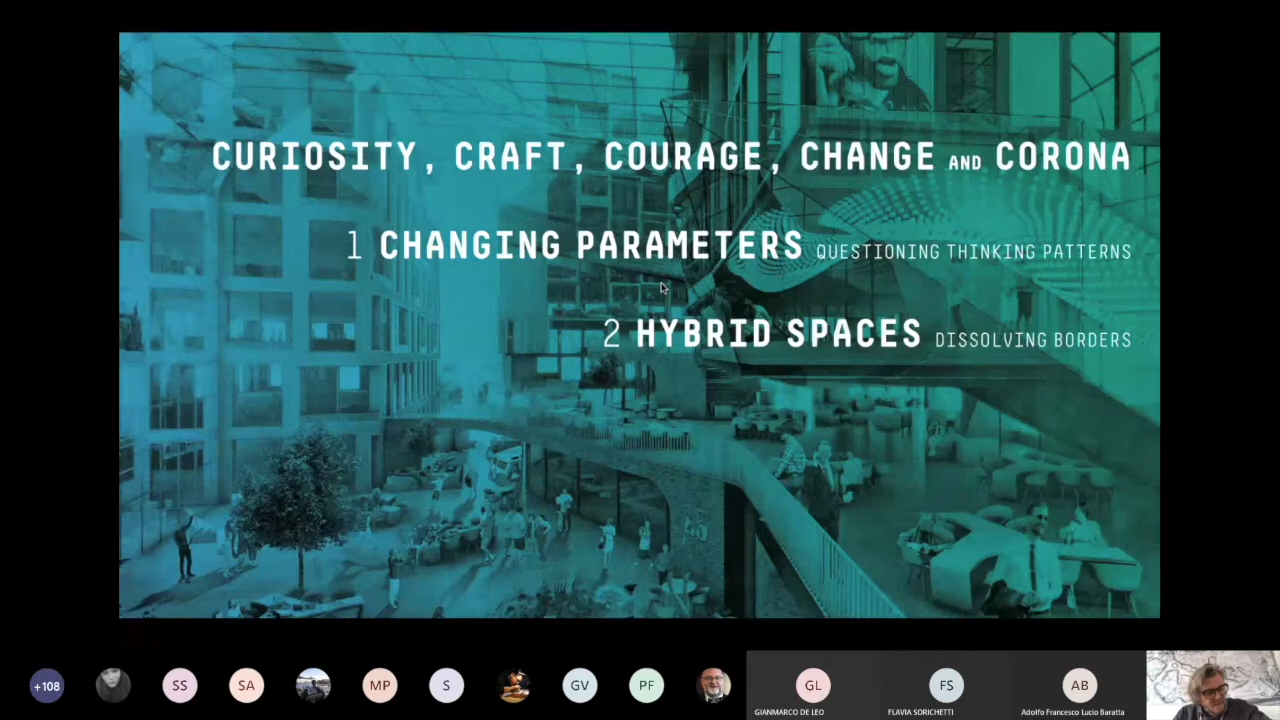 CURIOSITY, CRAFT, COURAGE, CHANGE AND CORONA
1 CHANGING PARAMETERS QUESTIONING THINKING PATTERNS
2 HYBRID SPACES DISSOLVING BORDERS
+108
SS
SA
MP
S
GV
PF
GL
FS
AB
GIANMARCO DE LEO
FLAVIA SORICHETTI
Adolfo Francesco Lucio Baratta